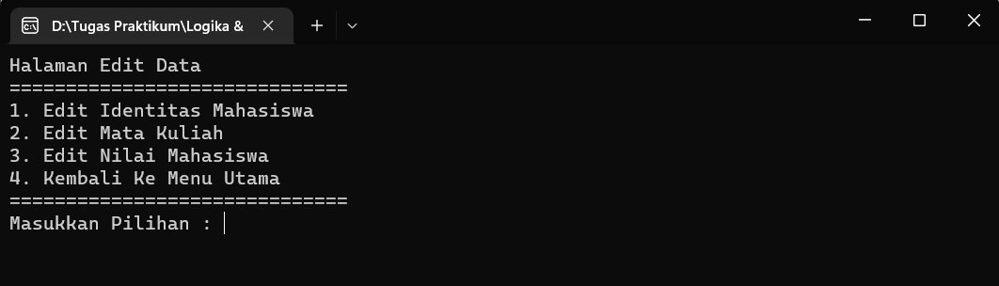 D:\Tugas Praktikum\Logika &
Halaman Edit Data
==============================
1. Edit Identitas Mahasiswa
2. Edit Mata Kuliah
3. Edit Nilai Mahasiswa
4. Kembali Ke Menu Utama
==============================
Masukkan Pilihan :